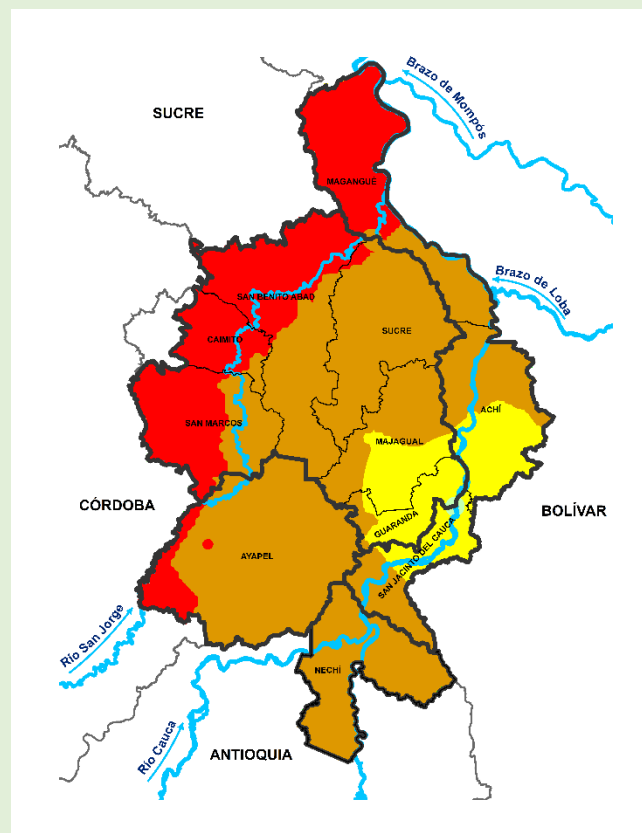 Brazo de Mompós
SUCRE
MAGANGUÉ
Brazo de Loba
SAN BENITO ABAD
SUCRE
CAIMITO
ACHÍ
SAN MARCOS
MAJAGUAL
CÓRDOBA
BOLÍVAR
GUARANDA
AYAPEL
SAN JACINTO DEL CAUCA
Río San Jorge
NECHÍ
Río Cauca
ANTIOQUIA